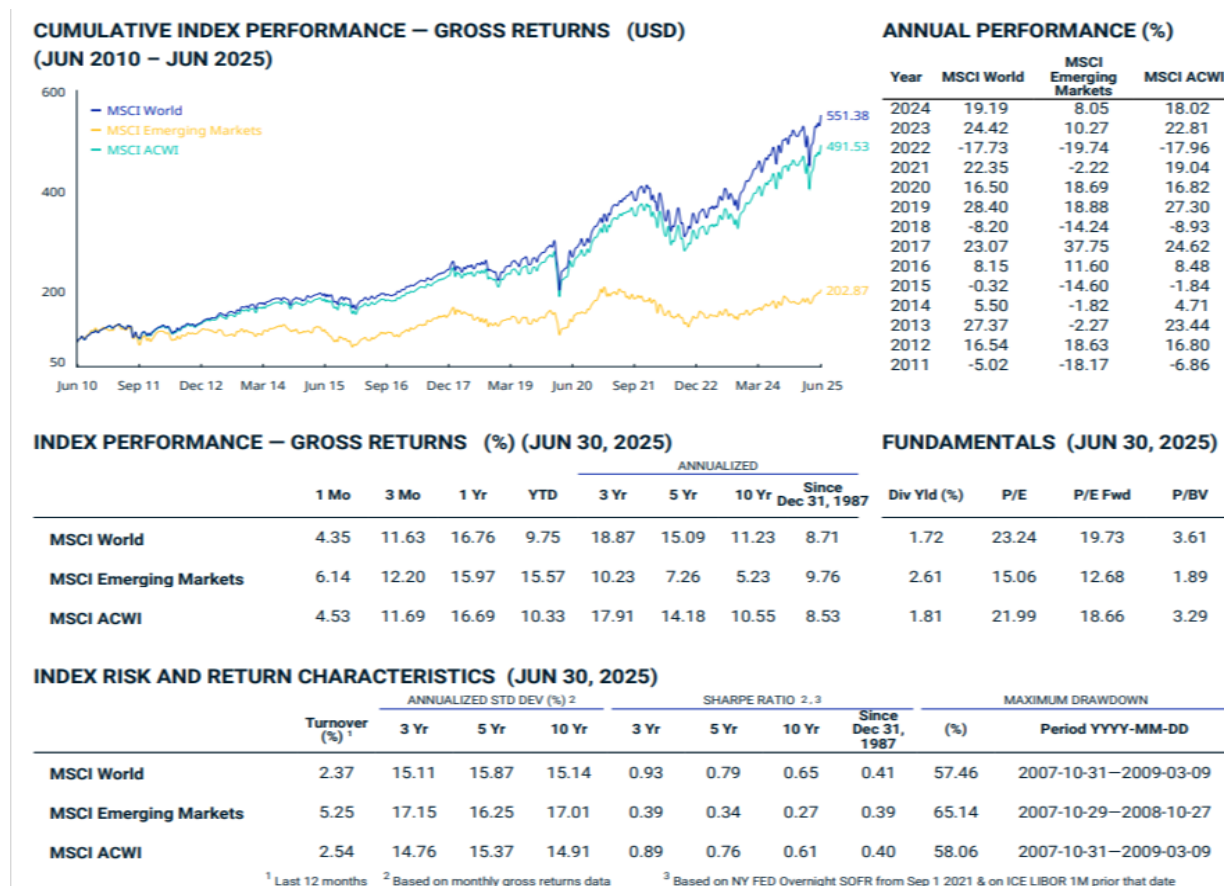 CUMULATIVE INDEX PERFORMANCE — GROSS RETURNS (USD)
(JUN 2010 – JUN 2025)
600
400
200
50
MSCI World
MSCI Emerging Markets
MSCI ACWI
551.38
491.53
202.87
Jun 10 Sep 11 Dec 12 Mar 14 Jun 15 Sep 16 Dec 17 Mar 19 Jun 20 Sep 21 Dec 22 Mar 24 Jun 25
ANNUAL PERFORMANCE (%)
Year MSCI World MSCI Emerging Markets MSCI ACWI
2024 19.19 8.05 18.02
2023 24.42 10.27 22.81
2022 -17.73 -19.74 -17.96
2021 22.35 -2.22 19.04
2020 16.50 18.69 16.82
2019 28.40 18.88 27.30
2018 -8.20 -14.24 -8.93
2017 23.07 37.75 24.62
2016 8.15 11.60 8.48
2015 -0.32 -14.60 -1.84
2014 5.50 -1.82 4.71
2013 27.37 -2.27 23.44
2012 16.54 18.63 16.80
2011 -5.02 -18.17 -6.86
INDEX PERFORMANCE — GROSS RETURNS (%) (JUN 30, 2025)
ANNUALIZED
1 Mo 3 Mo 1 Yr YTD 3 Yr 5 Yr 10 Yr Since Dec 31, 1987
MSCI World 4.35 11.63 16.76 9.75 18.87 15.09 11.23 8.71
MSCI Emerging Markets 6.14 12.20 15.97 15.57 10.23 7.26 5.23 9.76
MSCI ACWI 4.53 11.69 16.69 10.33 17.91 14.18 10.55 8.53
FUNDAMENTALS (JUN 30, 2025)
Div Yld (%) P/E P/E Fwd P/BV
1.72 23.24 19.73 3.61
2.61 15.06 12.68 1.89
1.81 21.99 18.66 3.29
INDEX RISK AND RETURN CHARACTERISTICS (JUN 30, 2025)
ANNUALIZED STD DEV (%) 2 SHARPE RATIO 2,3 MAXIMUM DRAWDOWN
Turnover (%) 1 3 Yr 5 Yr 10 Yr 3 Yr 5 Yr 10 Yr Since Dec 31, 1987 (%) Period YYYY-MM-DD
MSCI World 2.37 15.11 15.87 15.14 0.93 0.79 0.65 0.41 57.46 2007-10-31—2009-03-09
MSCI Emerging Markets 5.25 17.15 16.25 17.01 0.39 0.34 0.27 0.39 65.14 2007-10-29—2008-10-27
MSCI ACWI 2.54 14.76 15.37 14.91 0.89 0.76 0.61 0.40 58.06 2007-10-31—2009-03-09
1 Last 12 months 2 Based on monthly gross returns data 3 Based on NY FED Overnight SOFR from Sep 1 2021 & on ICE LIBOR 1M prior that date